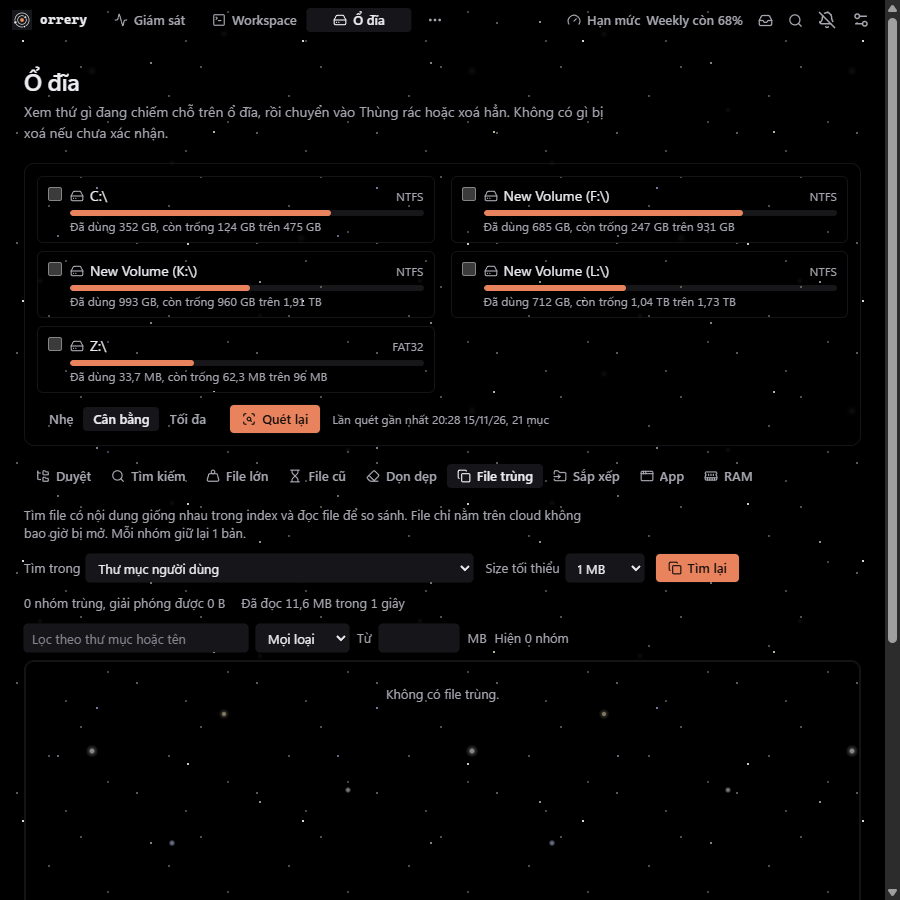 orrery Giám sát Workspace Ổ đĩa ··· Hạn mức Weekly còn 68%
Ổ đĩa
Xem thứ gì đang chiếm chỗ trên ổ đĩa, rồi chuyển vào Thùng rác hoặc xoá hẳn. Không có gì bị
xoá nếu chưa xác nhận.
C:\ NTFS
Đã dùng 352 GB, còn trống 124 GB trên 475 GB
New Volume (F:\) NTFS
Đã dùng 685 GB, còn trống 247 GB trên 931 GB
New Volume (K:\) NTFS
Đã dùng 993 GB, còn trống 960 GB trên 1,91 TB
New Volume (L:\) NTFS
Đã dùng 712 GB, còn trống 1,04 TB trên 1,73 TB
Z:\ FAT32
Đã dùng 33,7 MB, còn trống 62,3 MB trên 96 MB
Nhẹ Cân bằng Tối đa Quét lại Lần quét gần nhất 20:28 15/11/26, 21 mục
Duyệt Tìm kiếm File lớn File cũ Dọn dẹp File trùng Sắp xếp App RAM
Tìm file có nội dung giống nhau trong index và đọc file để so sánh. File chỉ nằm trên cloud không
bao giờ bị mở. Mỗi nhóm giữ lại 1 bản.
Tìm trong Thư mục người dùng Size tối thiểu 1 MB Tìm lại
0 nhóm trùng, giải phóng được 0 B Đã đọc 11,6 MB trong 1 giây
Lọc theo thư mục hoặc tên Mọi loại Từ MB Hiện 0 nhóm
Không có file trùng.